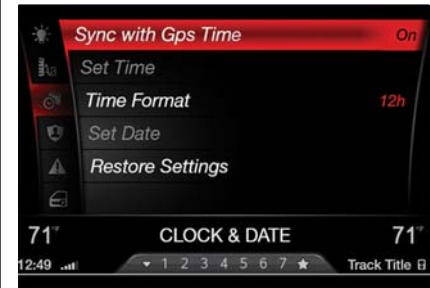 Sync with Gps Time On
Set Time
Time Format 12h
Set Date
Restore Settings
71° CLOCK & DATE 71°
12:49 1 2 3 4 5 6 7 Track Title